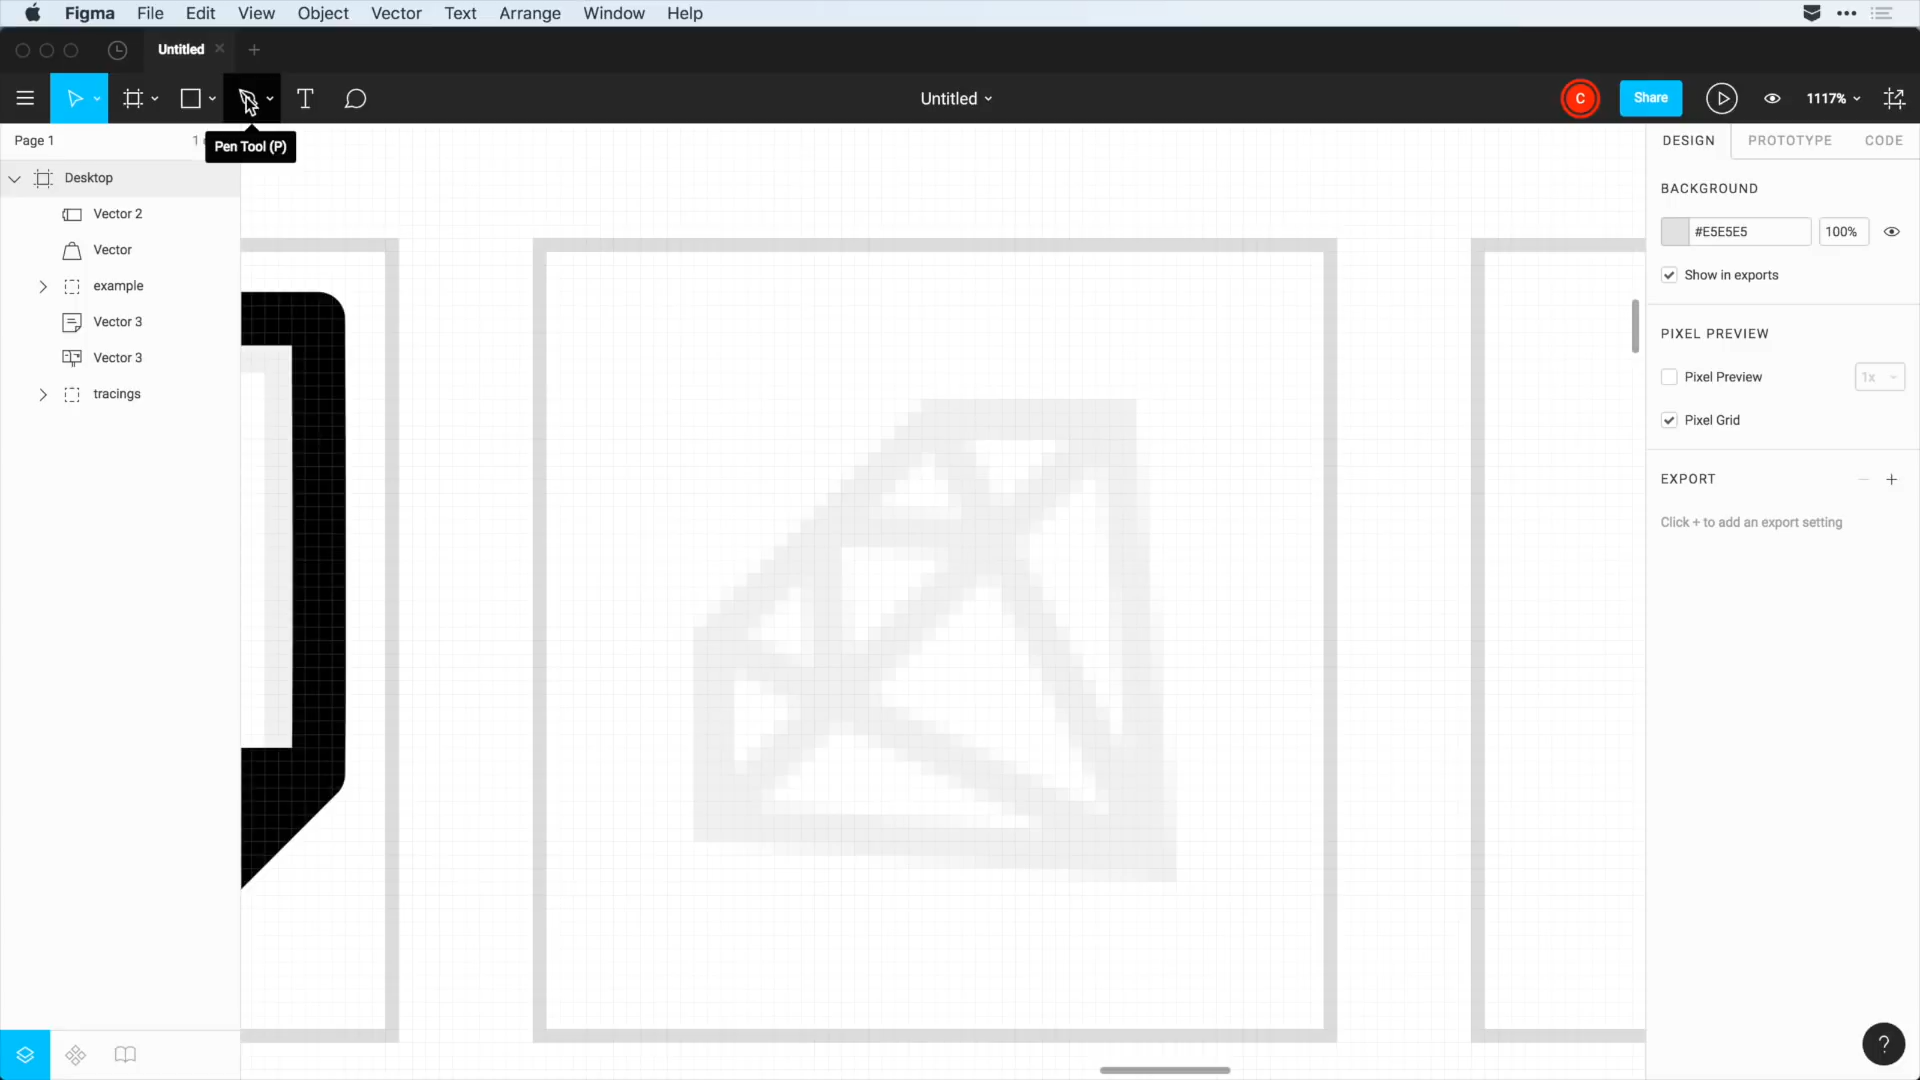 Figma File Edit View Object Vector Text Arrange Window Help
Untitled
Untitled
C
Share
1117%
Page 1
1
Pen Tool (P)
Desktop
Vector 2
Vector
example
Vector 3
Vector 3
tracings
DESIGN PROTOTYPE CODE
BACKGROUND
#E5E5E5 100%
Show in exports
PIXEL PREVIEW
Pixel Preview 1x
Pixel Grid
EXPORT
Click + to add an export setting
?